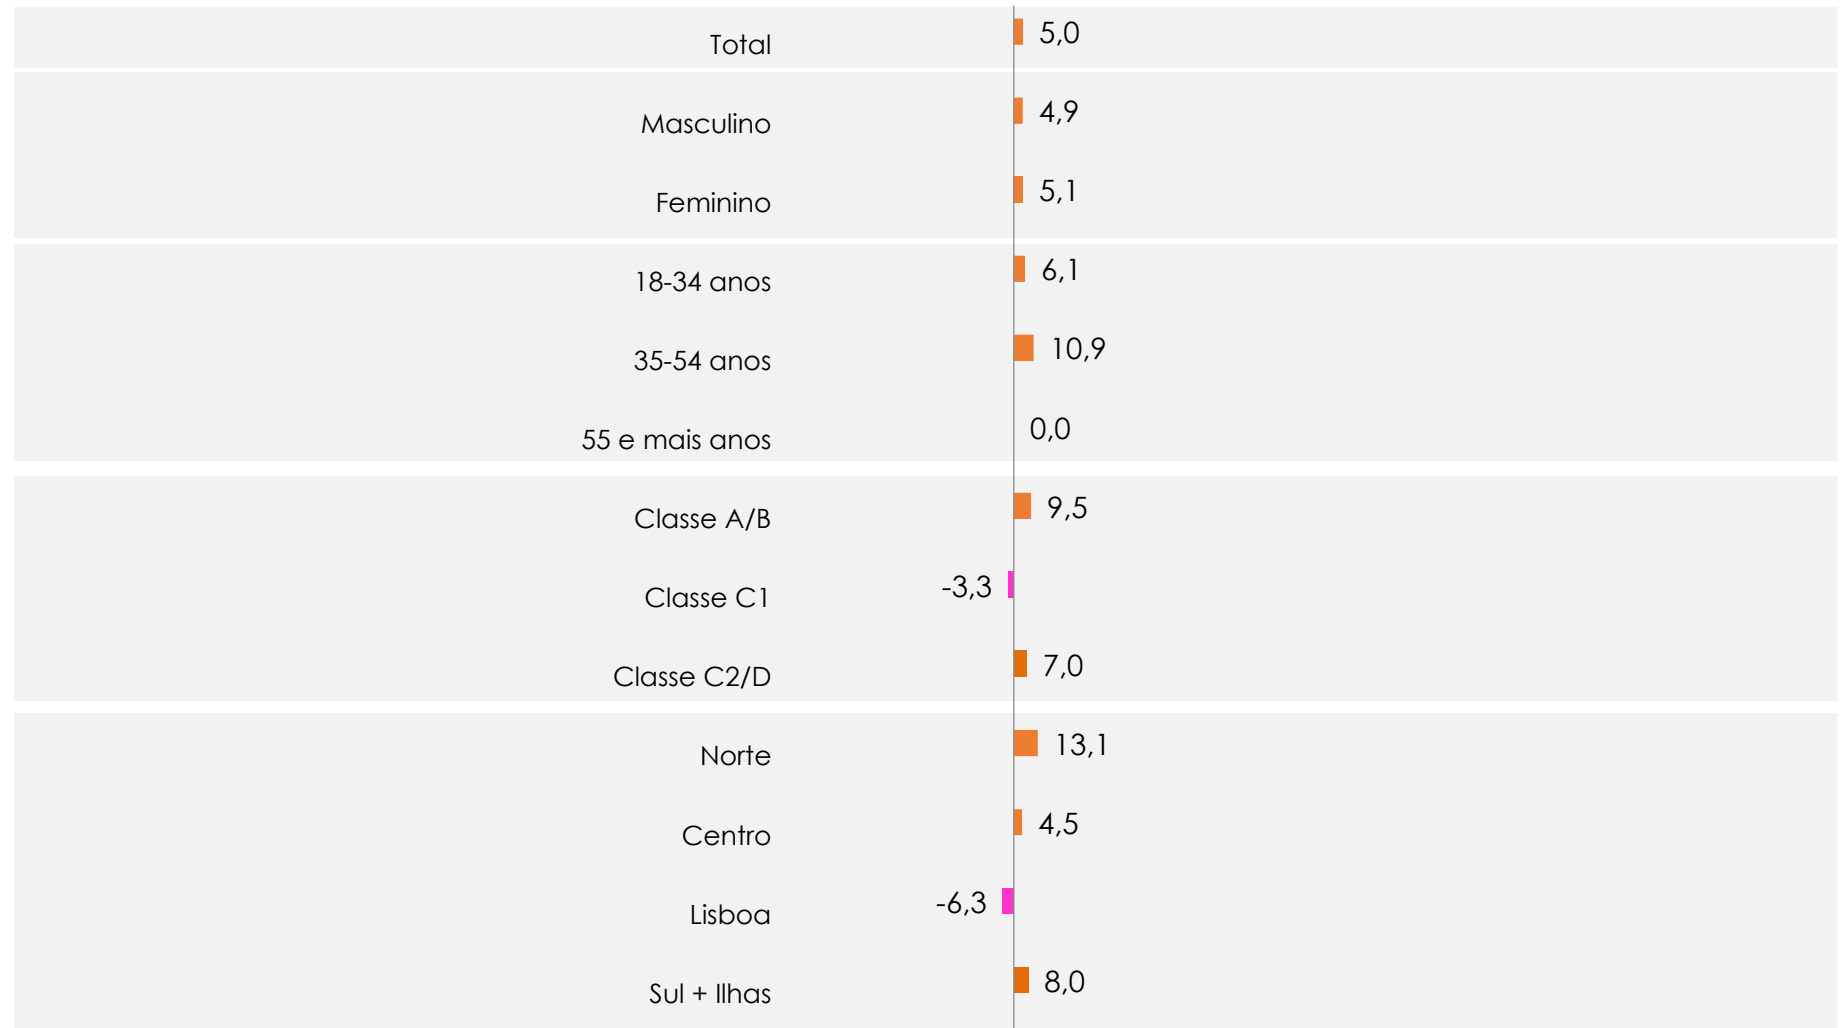 Total 5,0
Masculino 4,9
Feminino 5,1
18-34 anos 6,1
35-54 anos 10,9
55 e mais anos 0,0
Classe A/B 9,5
Classe C1 -3,3
Classe C2/D 7,0
Norte 13,1
Centro 4,5
Lisboa -6,3
Sul + Ilhas 8,0